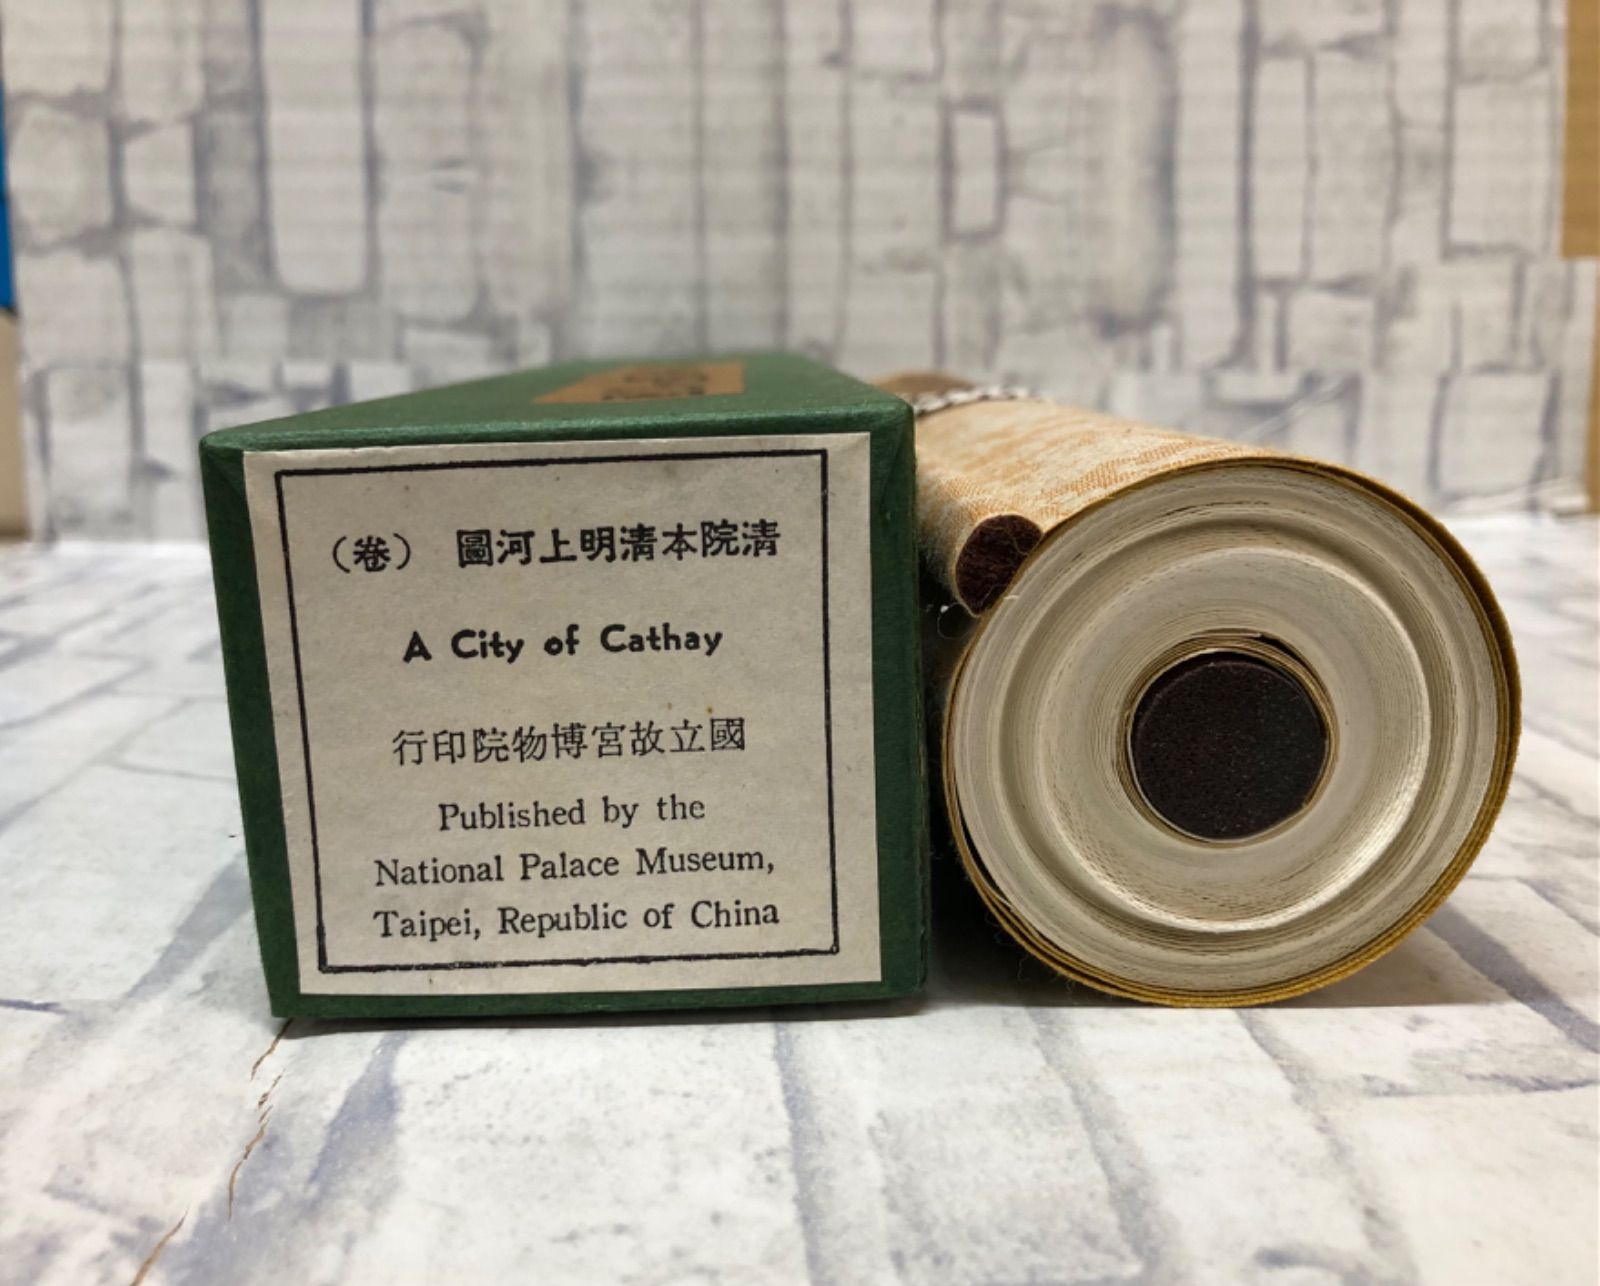 清院本清明上河圖 （卷）
A City of Cathay
國立故宮博物院印行
Published by the
National Palace Museum,
Taipei, Republic of China